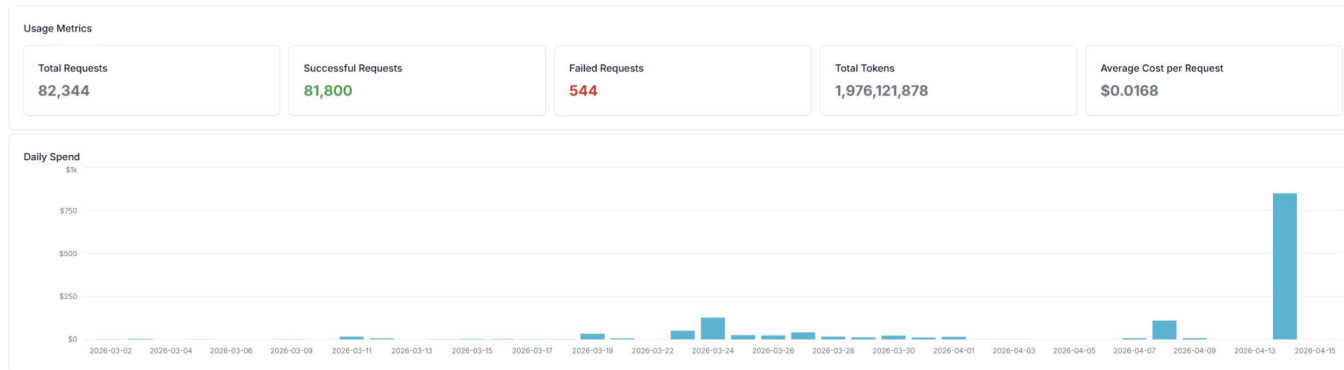 Usage Metrics
Total Requests
82,344
Successful Requests
81,800
Failed Requests
544
Total Tokens
1,976,121,878
Average Cost per Request
$0.0168
Daily Spend
$1k
$750
$500
$250
$0
2026-03-02 2026-03-04 2026-03-06 2026-03-09 2026-03-11 2026-03-13 2026-03-15 2026-03-17 2026-03-19 2026-03-22 2026-03-24 2026-03-26 2026-03-28 2026-03-30 2026-04-01 2026-04-03 2026-04-05 2026-04-07 2026-04-09 2026-04-13 2026-04-15